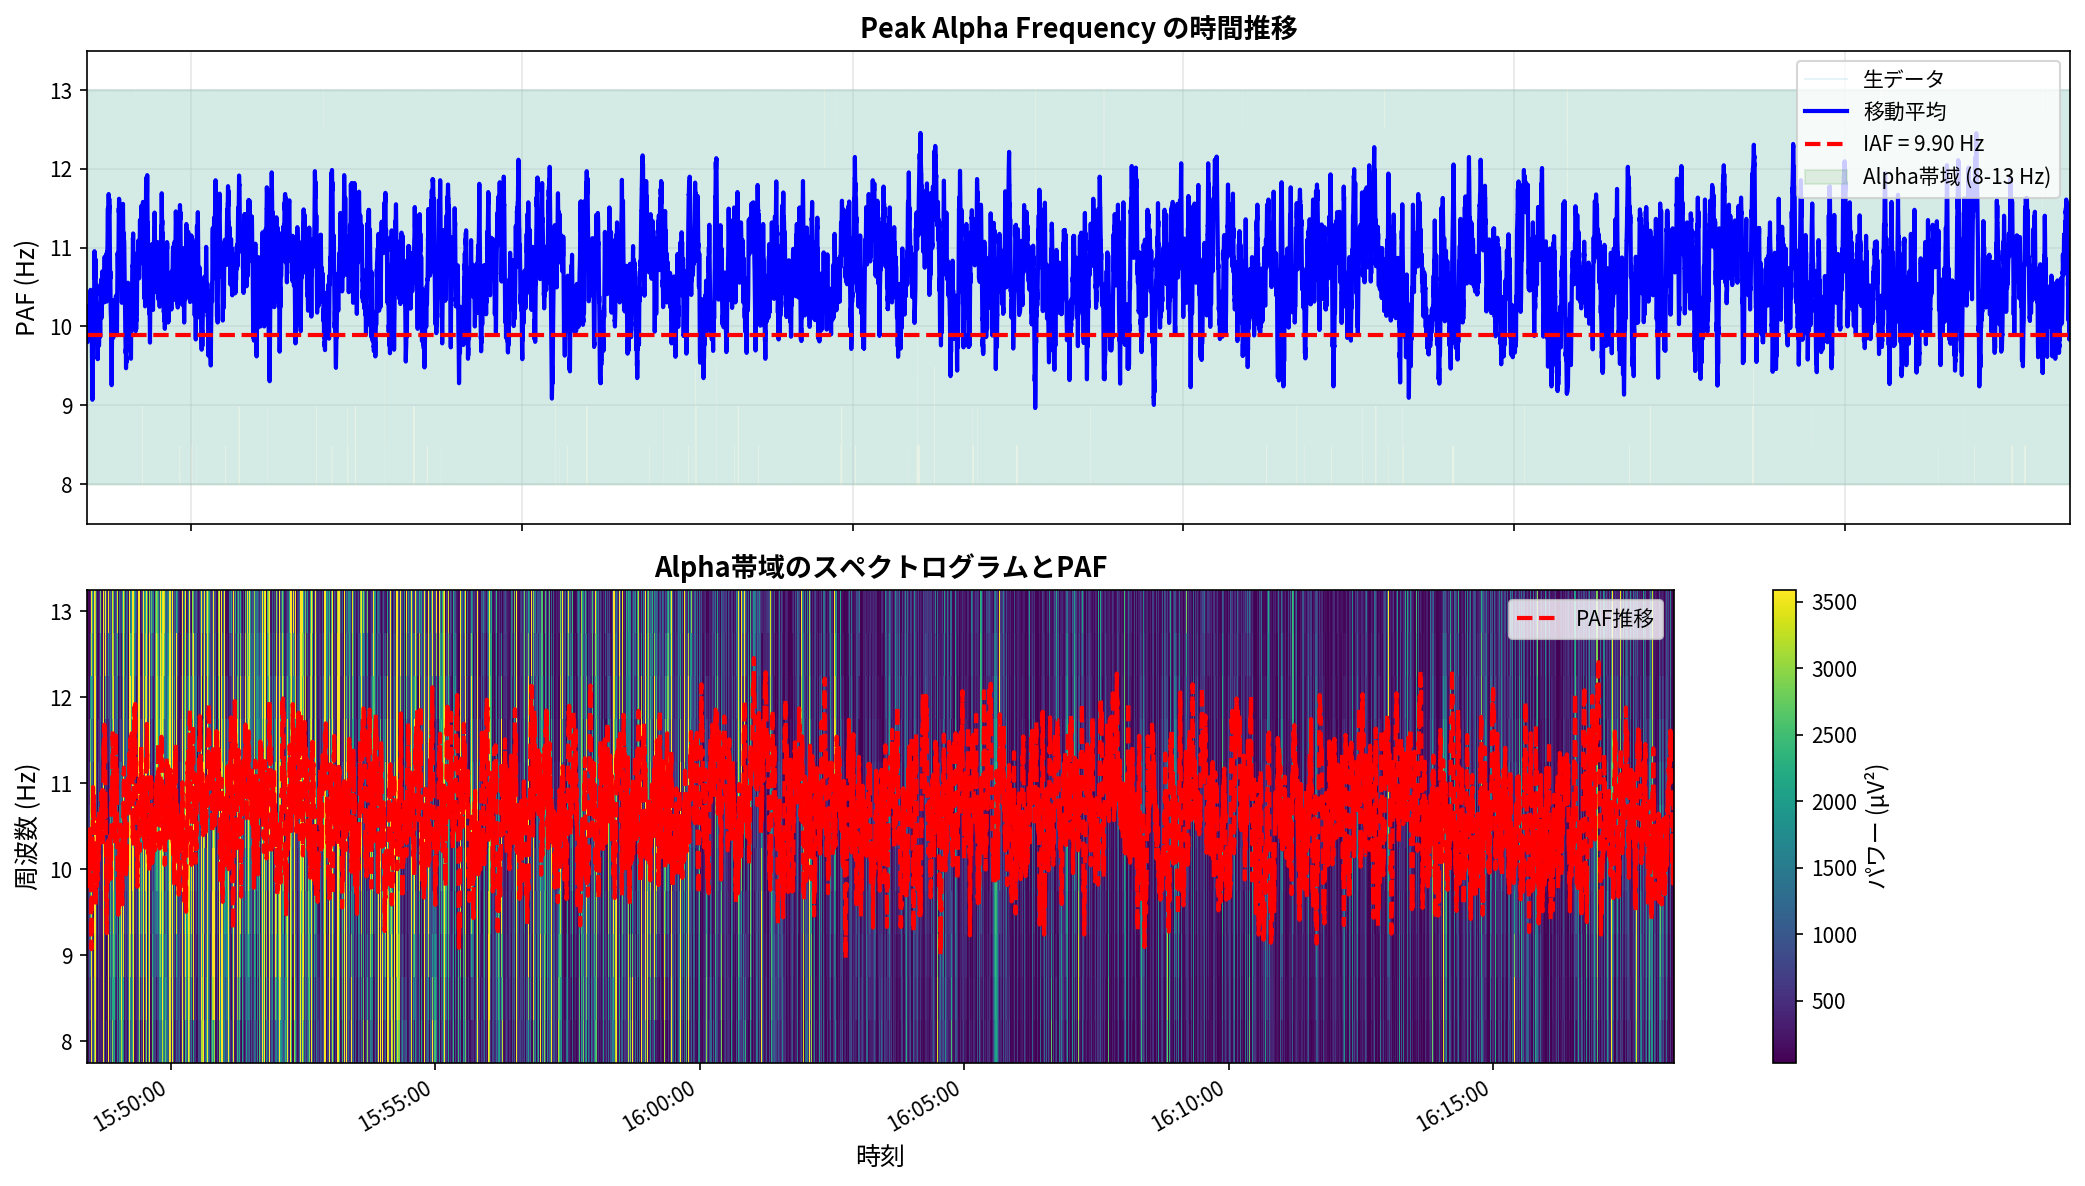 Peak Alpha Frequency の時間推移
PAF (Hz)
13
12
11
10
9
8
生データ
移動平均
IAF = 9.90 Hz
Alpha帯域 (8-13 Hz)
Alpha帯域のスペクトログラムとPAF
周波数 (Hz)
13
12
11
10
9
8
PAF推移
15:50:00
15:55:00
16:00:00
16:05:00
16:10:00
16:15:00
時刻
3500
3000
2500
2000
1500
1000
500
パワー (μV²)